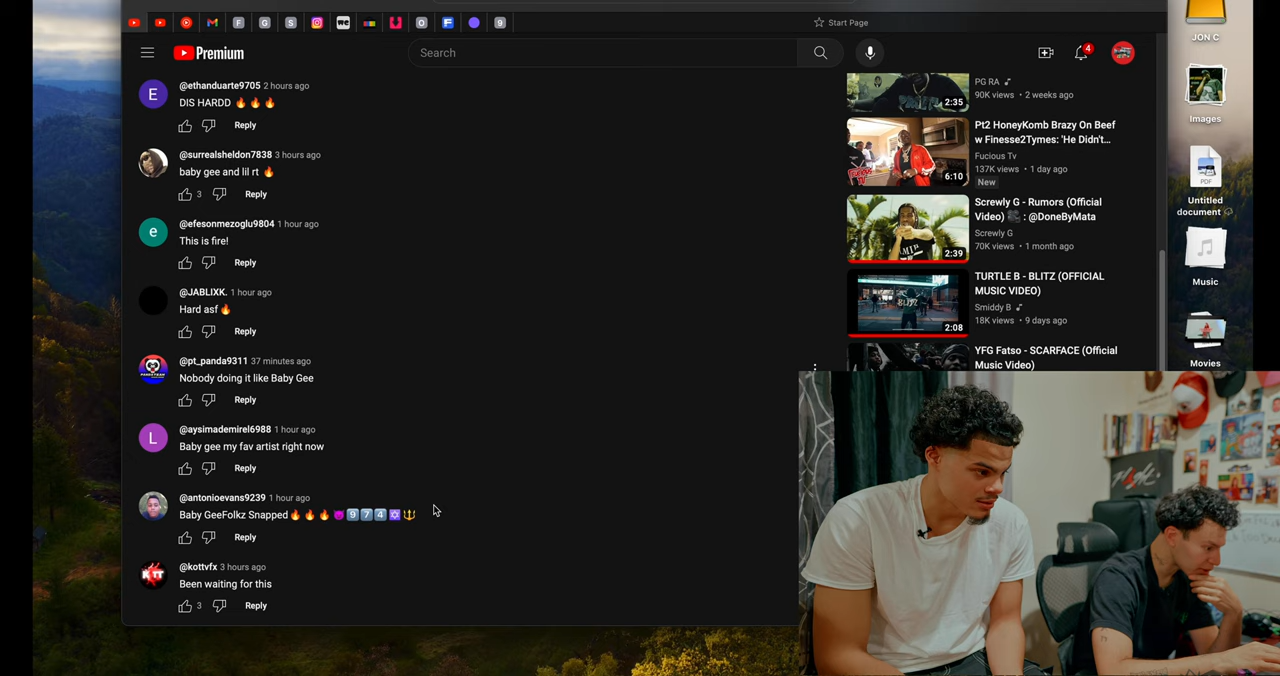 F G S we O F 9 Start Page
Premium
Search
4
E @ethanduarte9705 2 hours ago
DIS HARDD 🔥 🔥 🔥
Reply
@surrealsheldon7838 3 hours ago
baby gee and lil rt 🔥
3 Reply
e @efesonmezoglu9804 1 hour ago
This is fire!
Reply
@JABLIXK. 1 hour ago
Hard asf 🔥
Reply
@pt_panda9311 37 minutes ago
Nobody doing it like Baby Gee
Reply
L @aysimademirel6988 1 hour ago
Baby gee my fav artist right now
Reply
@antonioevans9239 1 hour ago
Baby GeeFolkz Snapped 🔥 🔥 🔥 😈 9️⃣ 7️⃣ 4️⃣ 🔯 🔱
Reply
@kottvfx 3 hours ago
Been waiting for this
3 Reply
PG RA
90K views • 2 weeks ago
2:35
Pt2 HoneyKomb Brazy On Beef
w Finesse2Tymes: 'He Didn't...
Fucious Tv
137K views • 1 day ago
New
6:10
Screwly G - Rumors (Official
Video) : @DoneByMata
Screwly G
70K views • 1 month ago
2:39
TURTLE B - BLITZ (OFFICIAL
MUSIC VIDEO)
Smiddy B
18K views • 9 days ago
BLITZ
2:08
YFG Fatso - SCARFACE (Official
Music Video)
JON C
Images
PDF
Untitled
document
Music
Movies